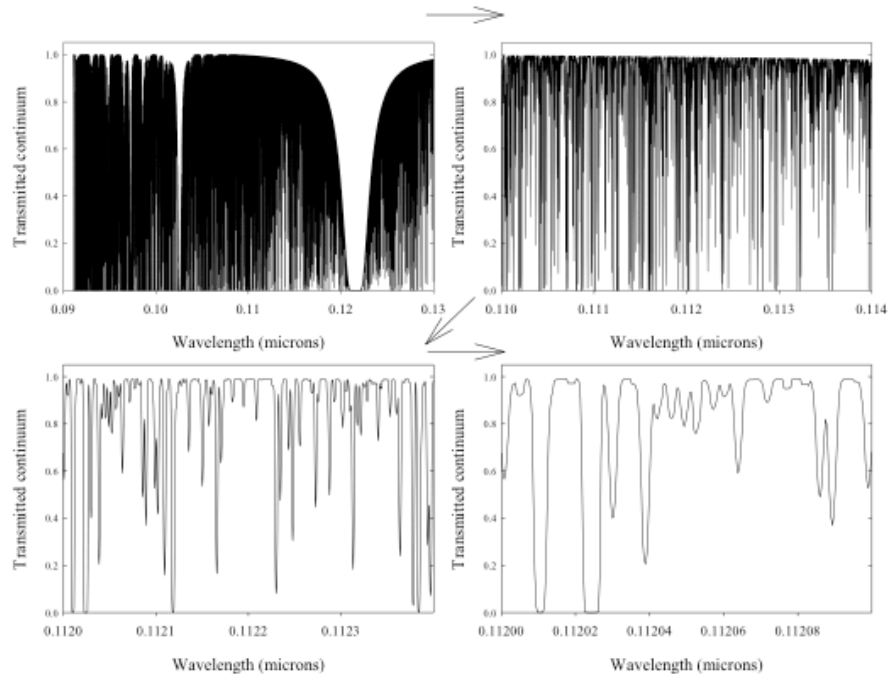 Transmitted continuum
1.0
0.8
0.6
0.4
0.2
0.0
0.09 0.10 0.11 0.12 0.13
Wavelength (microns)
Transmitted continuum
1.0
0.8
0.6
0.4
0.2
0.0
0.110 0.111 0.112 0.113 0.114
Wavelength (microns)
Transmitted continuum
1.0
0.8
0.6
0.4
0.2
0.0
0.1120 0.1121 0.1122 0.1123
Wavelength (microns)
Transmitted continuum
1.0
0.8
0.6
0.4
0.2
0.0
0.11200 0.11202 0.11204 0.11206 0.11208
Wavelength (microns)